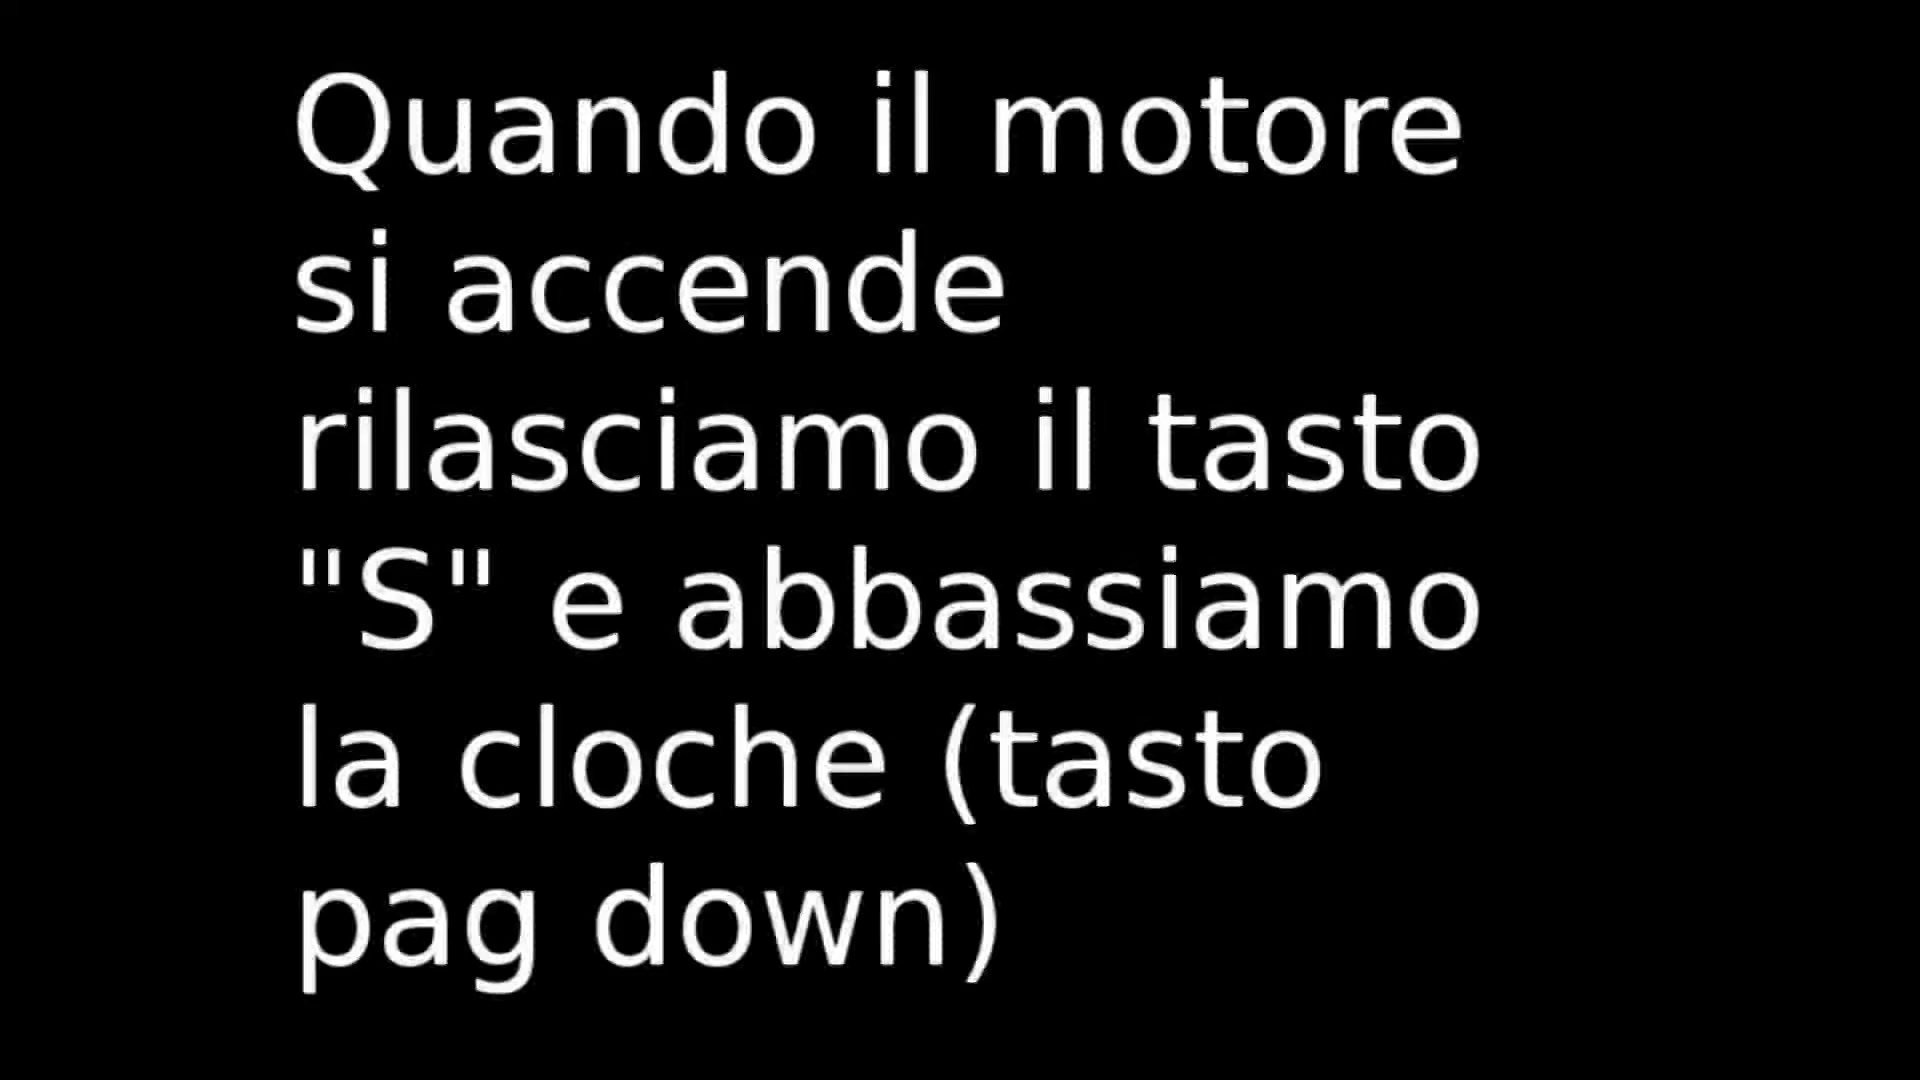 Quando il motore
si accende
rilasciamo il tasto
"S" e abbassiamo
la cloche (tasto
pag down)